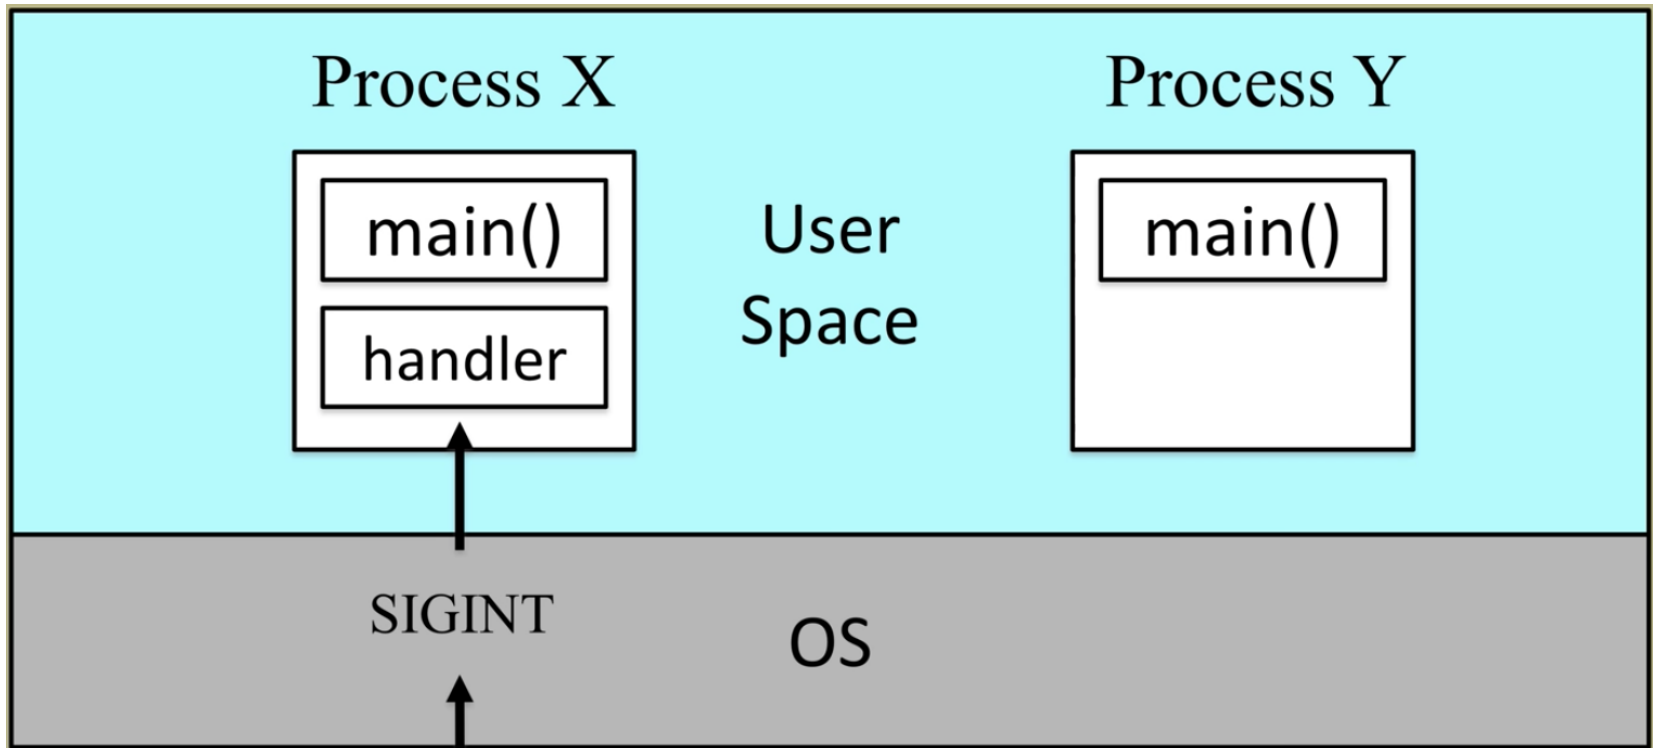 Process X
Process Y
main()
handler
User
Space
main()
SIGINT
OS